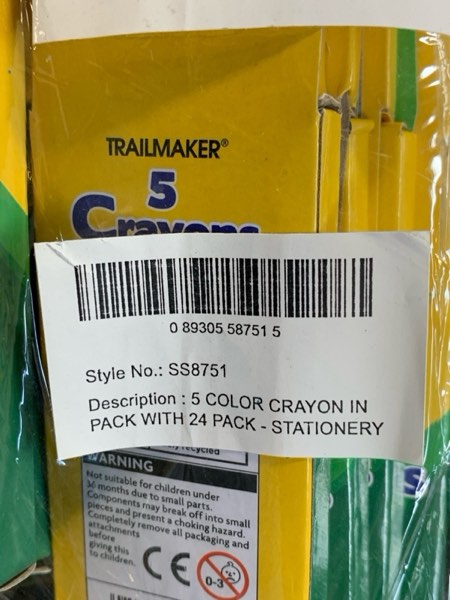 TRAILMAKER®
5
Crayons
0 89305 58751 5
Style No.: SS8751
Description : 5 COLOR CRAYON IN
PACK WITH 24 PACK - STATIONERY
recycled
WARNING
Not suitable for children under
36 months due to small parts.
Components may break off into small
pieces and present a choking hazard.
Completely remove all packaging and
attachments
before
giving this
to children.
CE
0-3